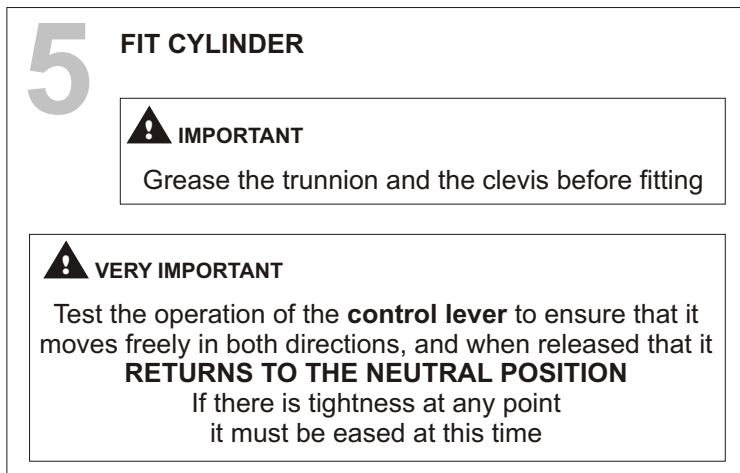 5
FIT CYLINDER
! IMPORTANT
Grease the trunnion and the clevis before fitting
! VERY IMPORTANT
Test the operation of the control lever to ensure that it
moves freely in both directions, and when released that it
RETURNS TO THE NEUTRAL POSITION
If there is tightness at any point
it must be eased at this time